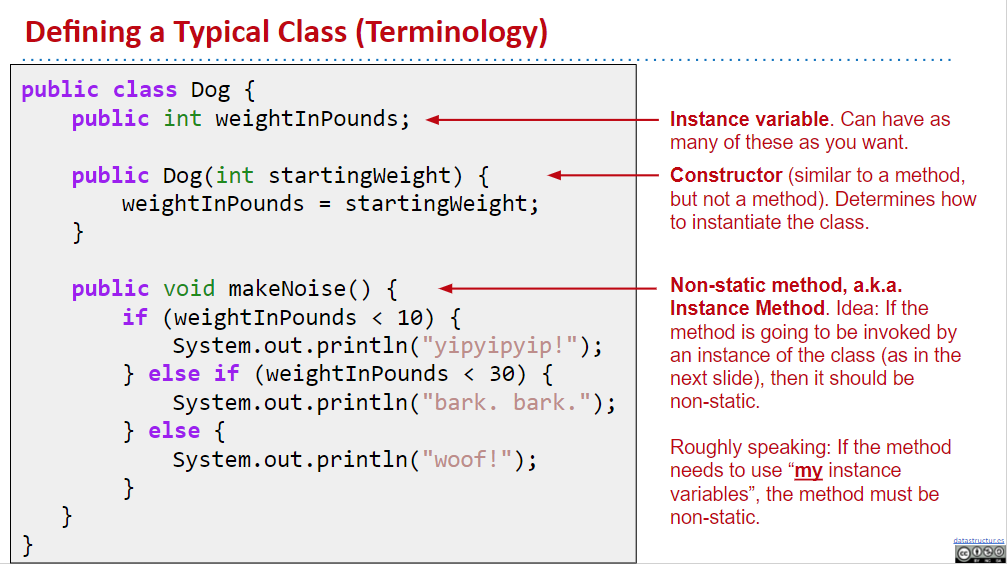 Defining a Typical Class (Terminology)
public class Dog {
public int weightInPounds;
public Dog(int startingWeight) {
weightInPounds = startingWeight;
}
public void makeNoise() {
if (weightInPounds < 10) {
System.out.println("yipyipyip!");
} else if (weightInPounds < 30) {
System.out.println("bark. bark.");
} else {
System.out.println("woof!");
}
}
}
Instance variable. Can have as
many of these as you want.
Constructor (similar to a method,
but not a method). Determines how
to instantiate the class.
Non-static method, a.k.a.
Instance Method. Idea: If the
method is going to be invoked by
an instance of the class (as in the
next slide), then it should be
non-static.
Roughly speaking: If the method
needs to use “my instance
variables”, the method must be
non-static.
datastructur.es